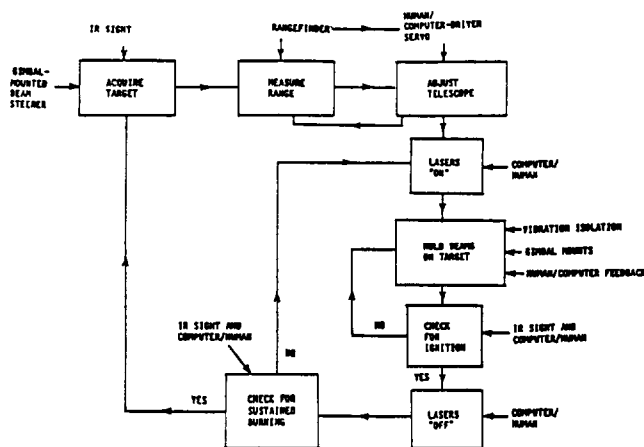 IR SIGHT
RANGEFINDER
HUMAN/
COMPUTER-DRIVER
SERVO
GIMBAL-
MOUNTED
BEAM
STEERER
ACQUIRE
TARGET
MEASURE
RANGE
ADJUST
TELESCOPE
LASERS
"ON"
COMPUTER/
HUMAN
HOLD BEAMS
ON TARGET
VIBRATION ISOLATION
GIMBAL MOUNTS
HUMAN/COMPUTER FEEDBACK
IR SIGHT AND
COMPUTER/HUMAN
NO
NO
CHECK
FOR
IGNITION
IR SIGHT AND
COMPUTER/HUMAN
YES
YES
CHECK FOR
SUSTAINED
BURNING
LASERS
"OFF"
COMPUTER/
HUMAN